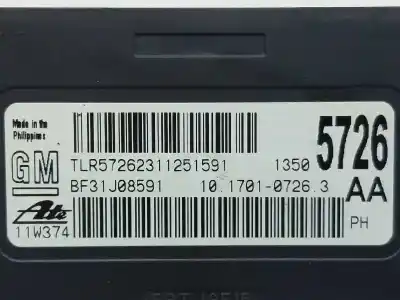 Made in the
Philippines
GM
TLR57262311251591 1350
5726
BF31J08591 10.1701-0726.3
AA
Ate
11W374
PH